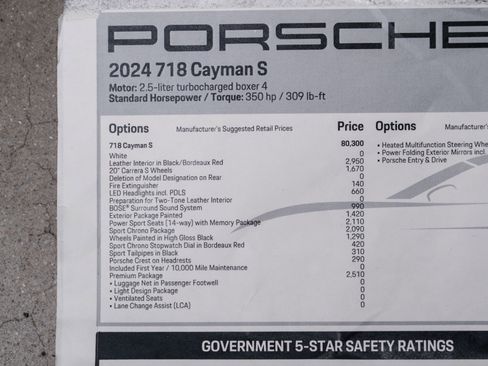 PORSCHE
2024 718 Cayman S
Motor: 2.5-liter turbocharged boxer 4
Standard Horsepower / Torque: 350 hp / 309 lb-ft
Options Manufacturer's Suggested Retail Prices Price Options
718 Cayman S 80,300
White 0
Leather Interior in Black/Bordeaux Red 2,950
20" Carrera S Wheels 1,670
Deletion of Model Designation on Rear 0
Fire Extinguisher 140
LED Headlights incl. PDLS 660
Preparation for Two-Tone Leather Interior 0
BOSE® Surround Sound System 990
Exterior Package Painted 1,420
Power Sport Seats (14-way) with Memory Package 2,110
Sport Chrono Package 2,090
Wheels Painted in High Gloss Black 1,290
Sport Chrono Stopwatch Dial in Bordeaux Red 420
Sport Tailpipes in Black 310
Porsche Crest on Headrests 290
Included First Year / 10,000 Mile Maintenance 0
Premium Package 2,510
• Luggage Net in Passenger Footwell 0
• Light Design Package 0
• Ventilated Seats 0
• Lane Change Assist (LCA) 0
• Heated Multifunction Steering
• Power Folding Exterior Mirrors incl.
• Porsche Entry & Drive
GOVERNMENT 5-STAR SAFETY RATINGS